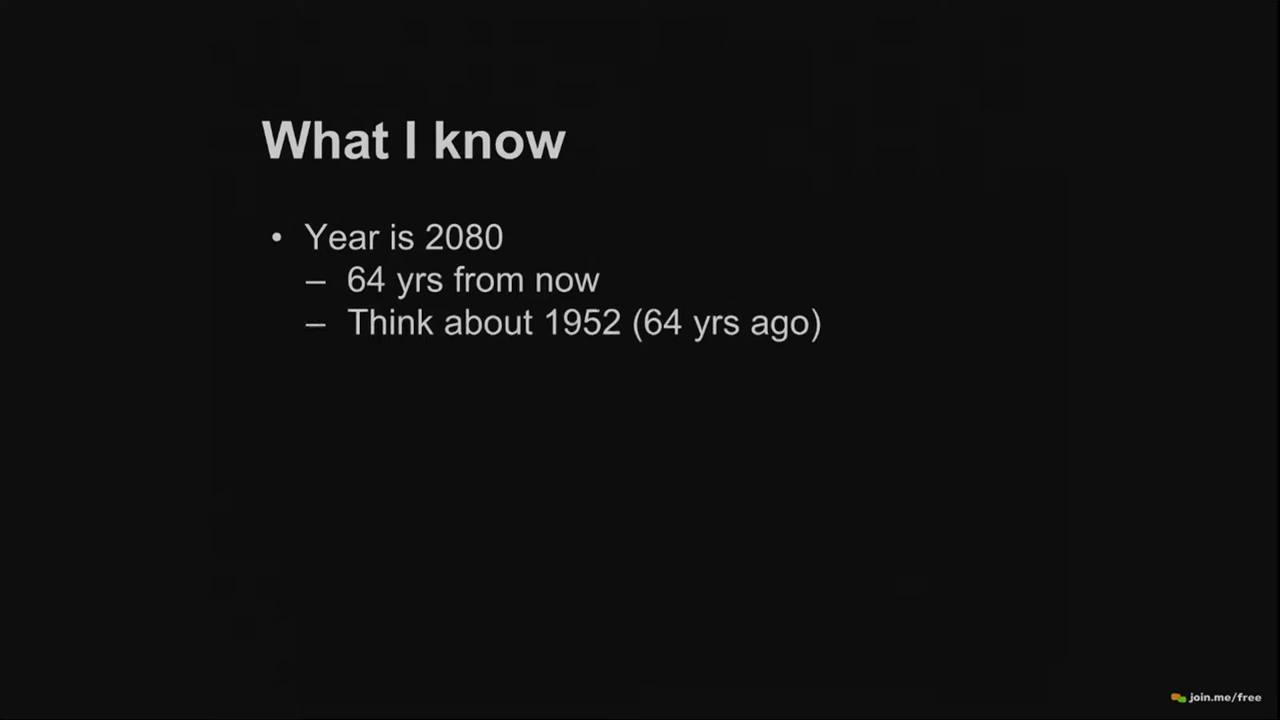 What I know
• Year is 2080
– 64 yrs from now
– Think about 1952 (64 yrs ago)
join.me/free